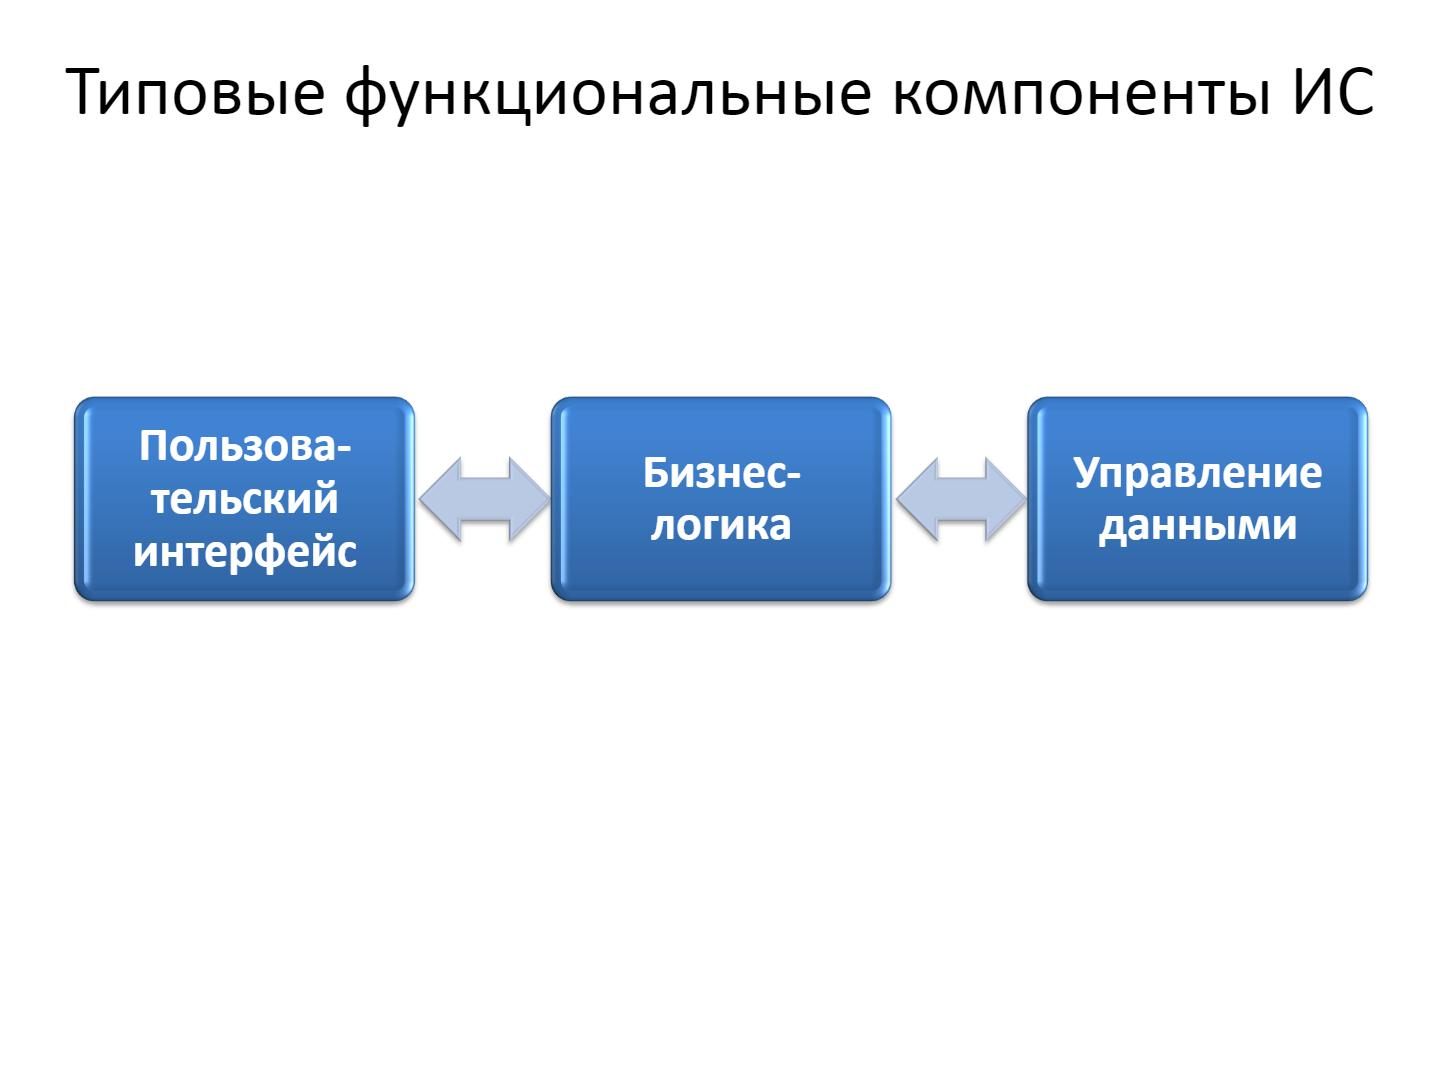 Типовые функциональные компоненты ИС
Пользова-
тельский
интерфейс
Бизнес-
логика
Управление
данными